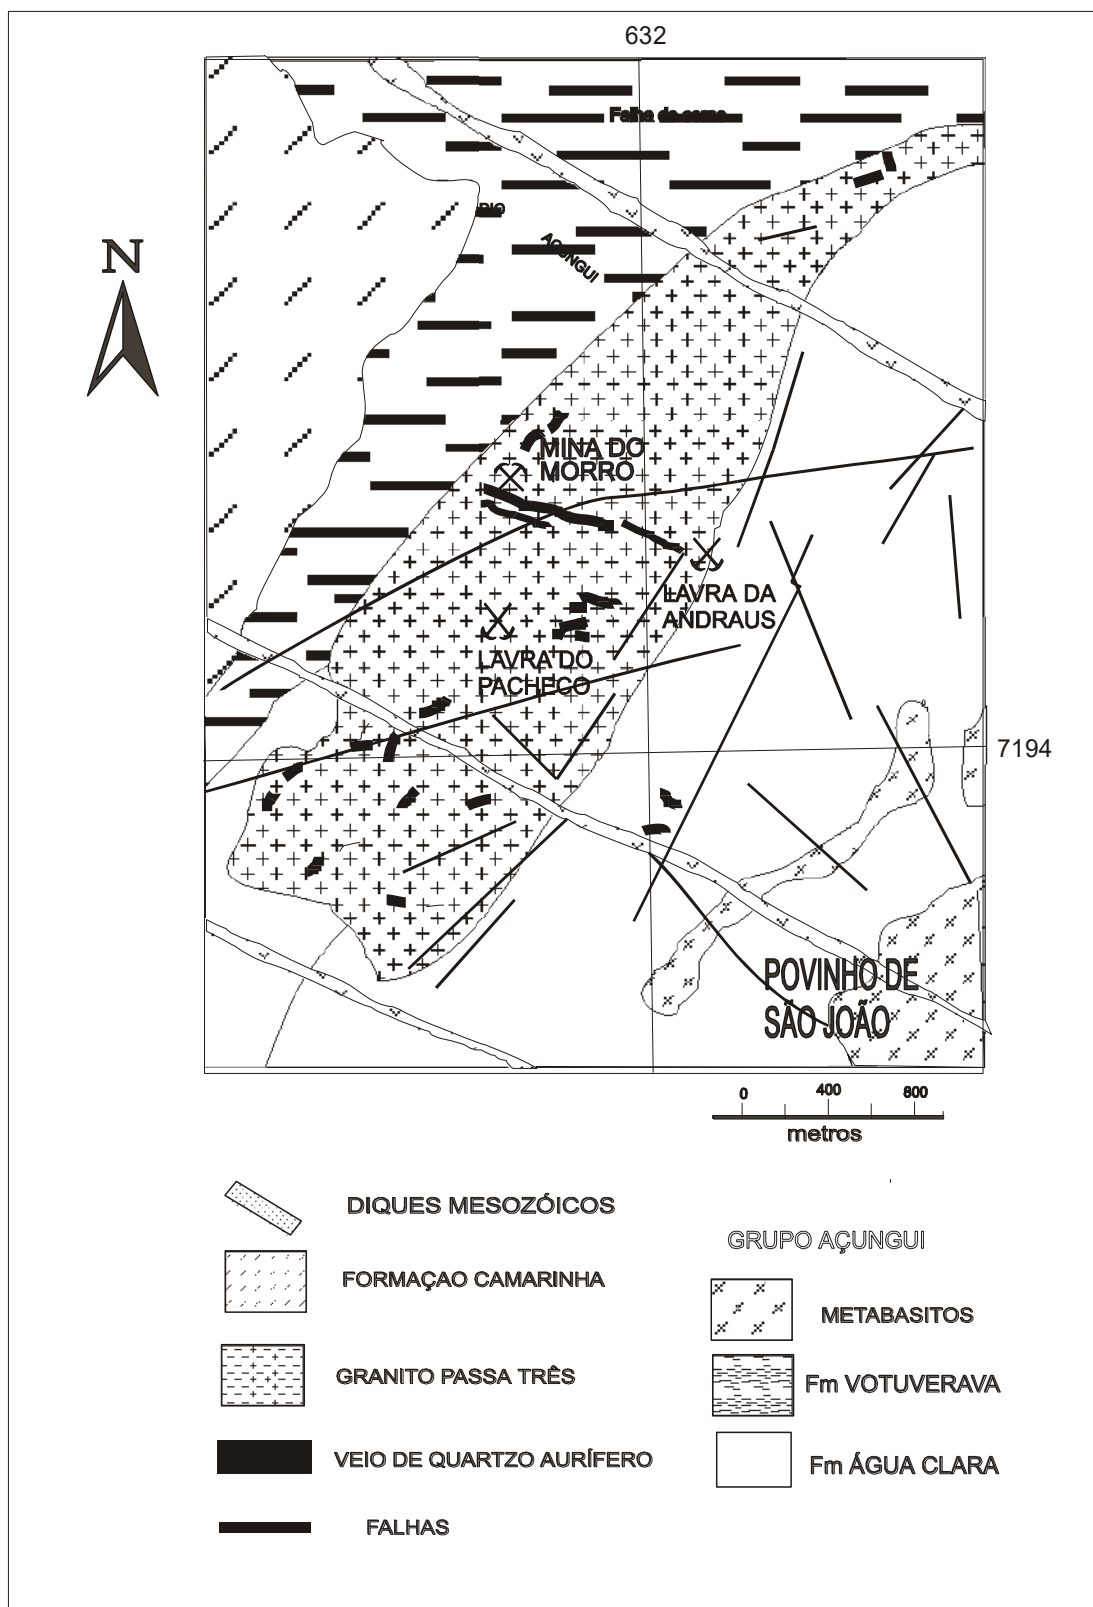 632
N
RIO
AÇUNGUI
MINA DO
MORRO
LAVRA DA
ANDRAUS
LAVRA DO
PACHECO
7194
POVINHO DE
SÃO JOÃO
0 400 800
metros
DIQUES MESOZÓICOS
FORMAÇAO CAMARINHA
GRANITO PASSA TRÊS
VEIO DE QUARTZO AURÍFERO
FALHAS
GRUPO AÇUNGUI
METABASITOS
Fm VOTUVERAVA
Fm ÁGUA CLARA